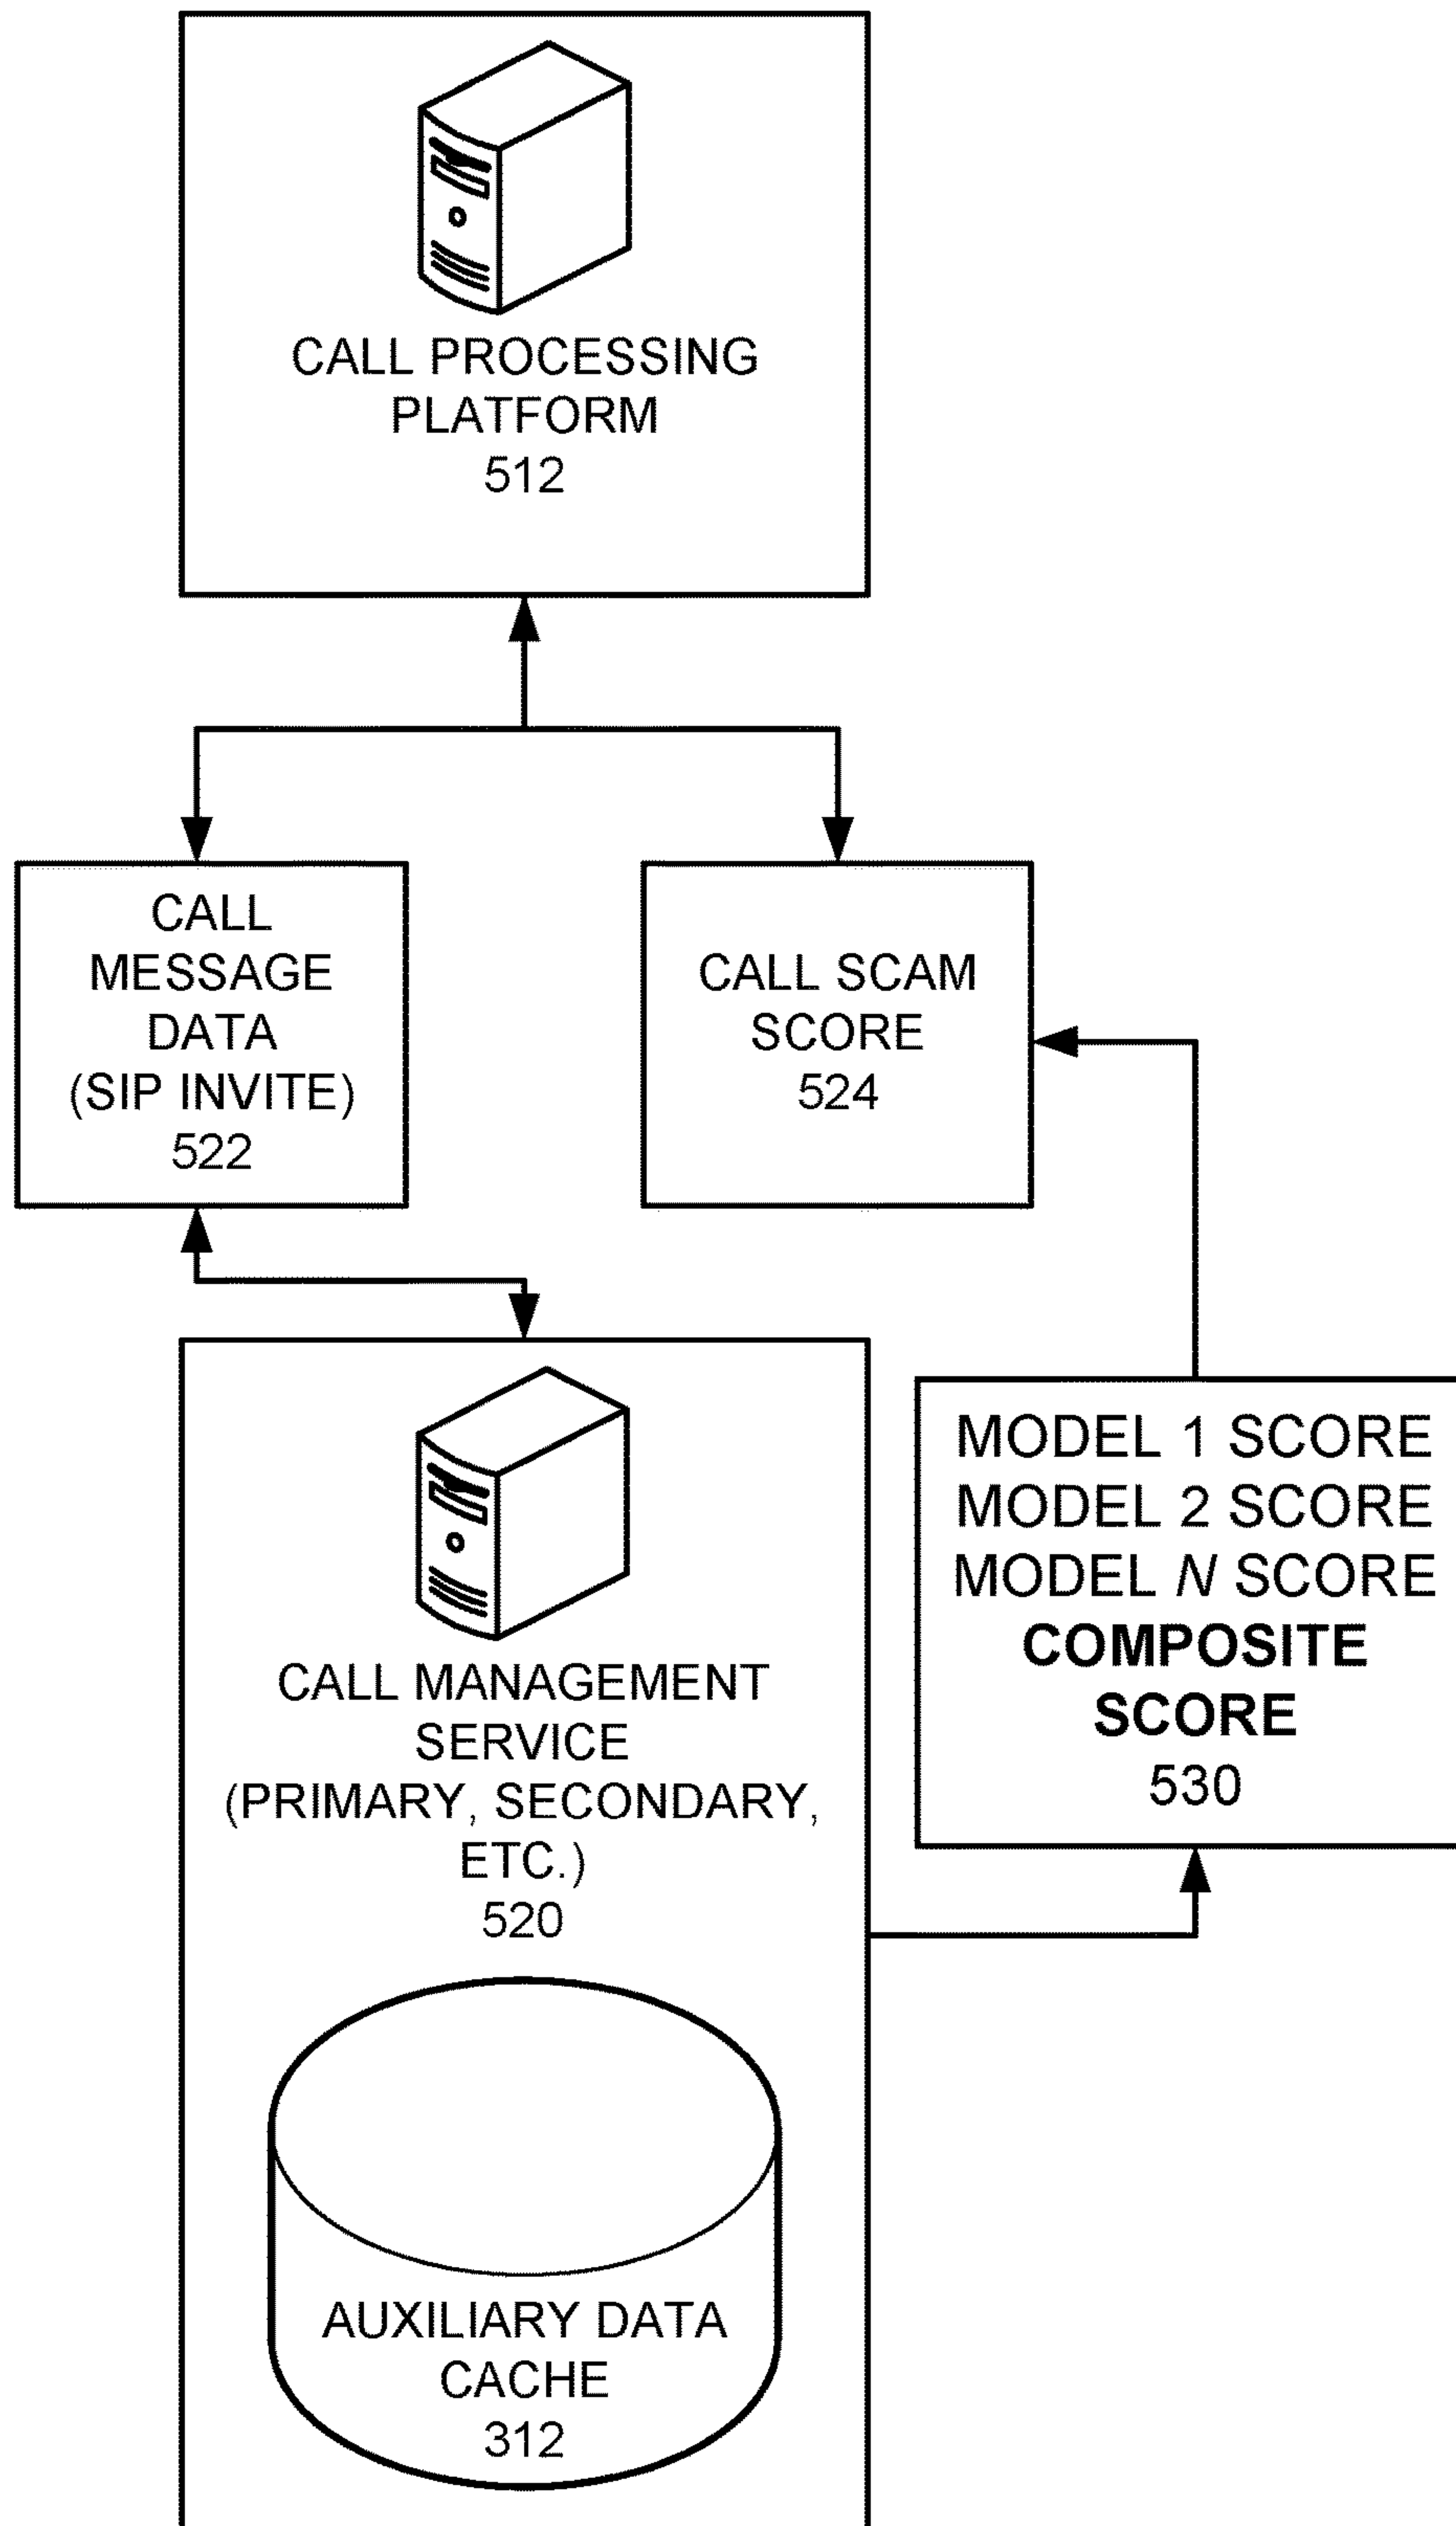 CALL PROCESSING
PLATFORM
512
CALL
MESSAGE
DATA
(SIP INVITE)
522
CALL SCAM
SCORE
524
CALL MANAGEMENT
SERVICE
(PRIMARY, SECONDARY,
ETC.)
520
MODEL 1 SCORE
MODEL 2 SCORE
MODEL N SCORE
COMPOSITE
SCORE
530
AUXILIARY DATA
CACHE
312